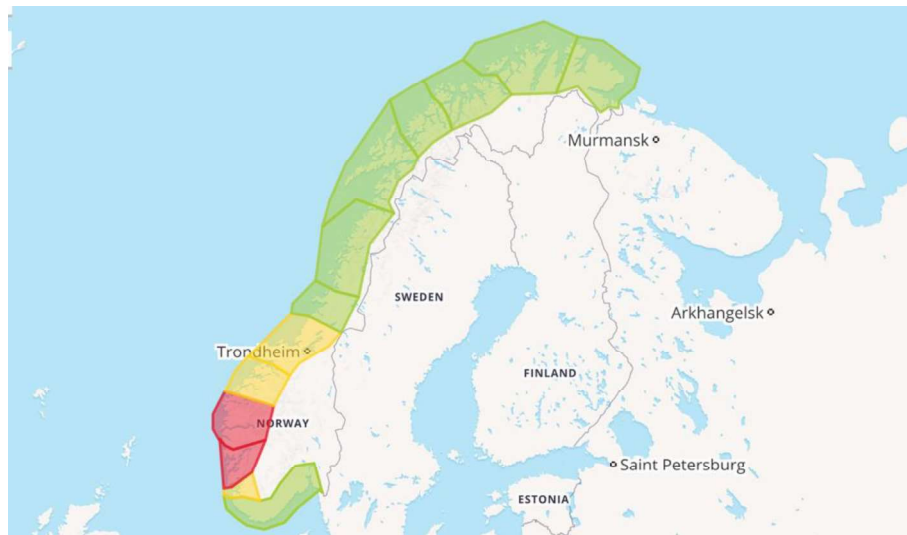 Murmansk
SWEDEN
Arkhangelsk
Trondheim
FINLAND
NORWAY
Saint Petersburg
ESTONIA